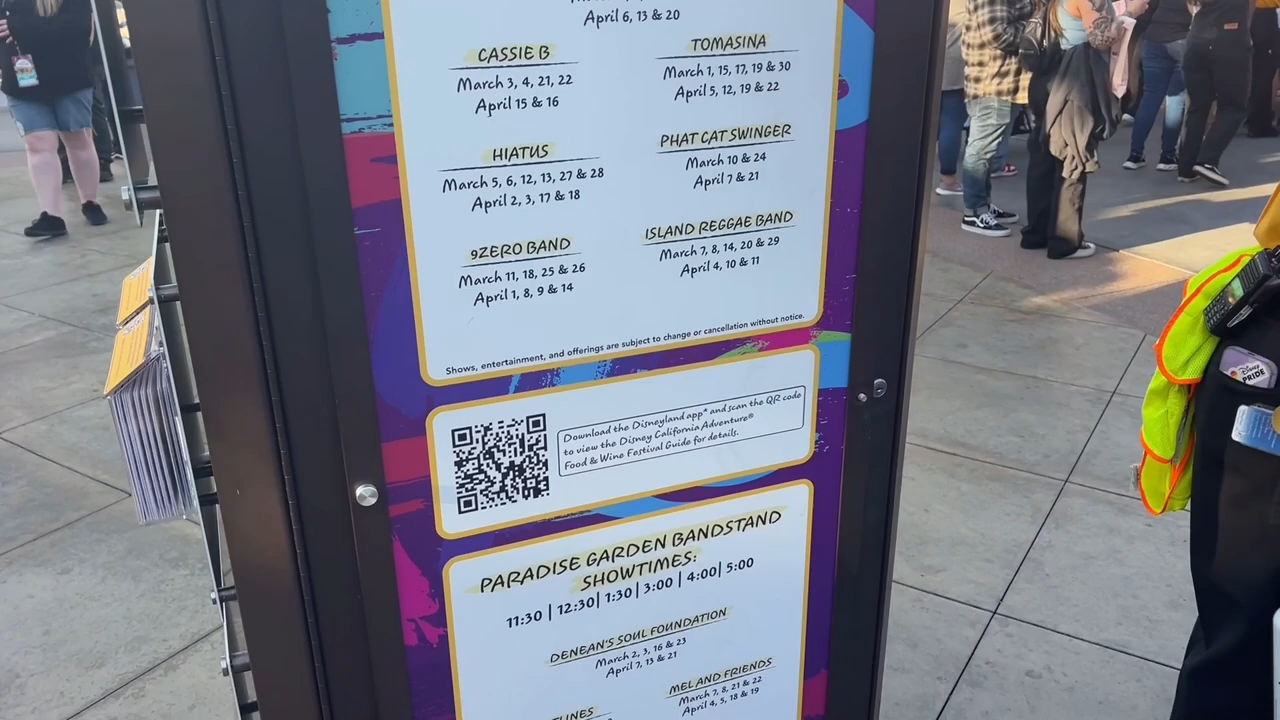 April 6, 13 & 20
CASSIE B
March 3, 4, 21, 22
April 15 & 16
TOMASINA
March 1, 15, 17, 19 & 30
April 5, 12, 19 & 22
HIATUS
March 5, 6, 12, 13, 27 & 28
April 2, 3, 17 & 18
PHAT CAT SWINGER
March 10 & 24
April 7 & 21
9ZERO BAND
March 11, 18, 25 & 26
April 1, 8, 9 & 14
ISLAND REGGAE BAND
March 7, 8, 14, 20 & 29
April 4, 10 & 11
Shows, entertainment, and offerings are subject to change or cancellation without notice.
Download the Disneyland app* and scan the QR code
to view the Disney California Adventure®
Food & Wine Festival Guide for details.
PARADISE GARDEN BANDSTAND
SHOWTIMES:
11:30 | 12:30 | 1:30 | 3:00 | 4:00 | 5:00
DENEAN'S SOUL FOUNDATION
March 2, 3, 16 & 23
April 7, 13 & 21
MEL AND FRIENDS
March 7, 8, 21 & 22
April 4, 5, 18 & 19
Disney
PRIDE